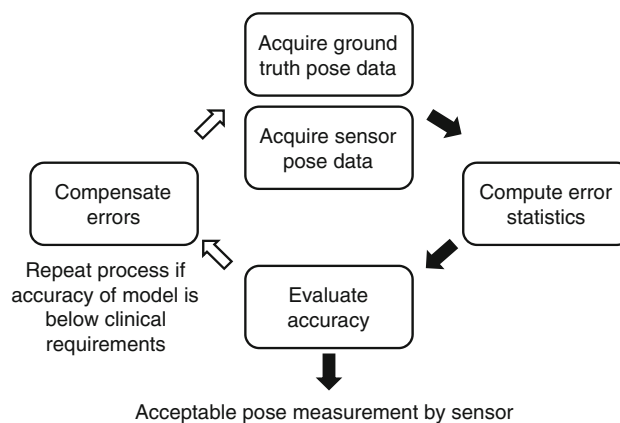 Acquire ground
truth pose data
Acquire sensor
pose data
Compensate
errors
Compute error
statistics
Repeat process if
accuracy of model is
below clinical
requirements
Evaluate
accuracy
Acceptable pose measurement by sensor